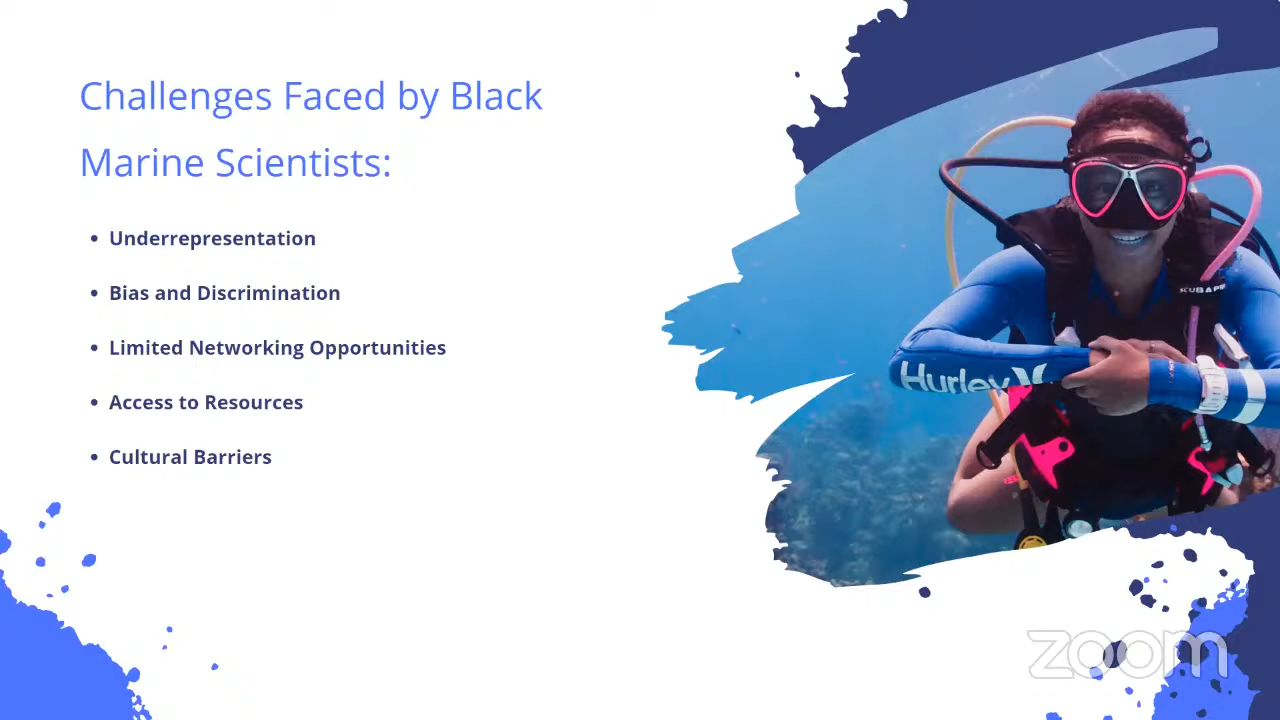 Challenges Faced by Black
Marine Scientists:
• Underrepresentation
• Bias and Discrimination
• Limited Networking Opportunities
• Access to Resources
• Cultural Barriers
Hurley
zoom